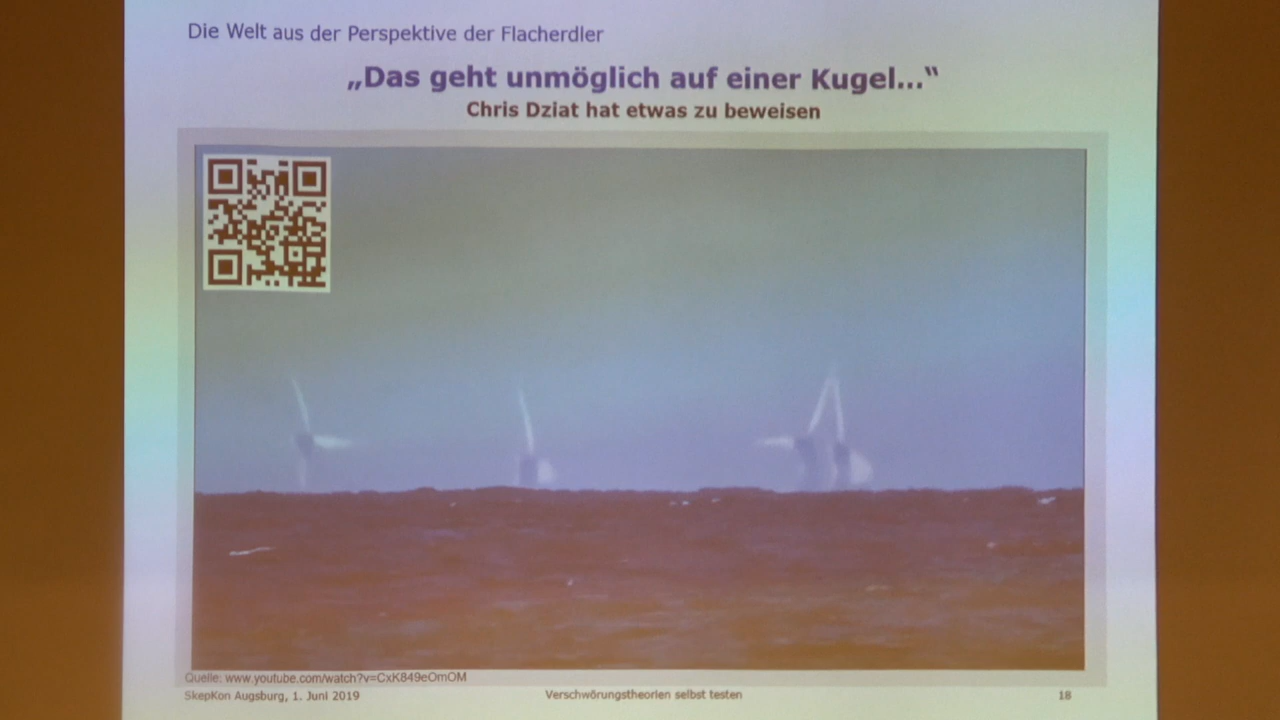 Die Welt aus der Perspektive der Flacherdler
„Das geht unmöglich auf einer Kugel...“
Chris Dziat hat etwas zu beweisen
Quelle: www.youtube.com/watch?v=CxK849eOmOM
SkepKon Augsburg, 1. Juni 2019 Verschwörungstheorien selbst testen 18